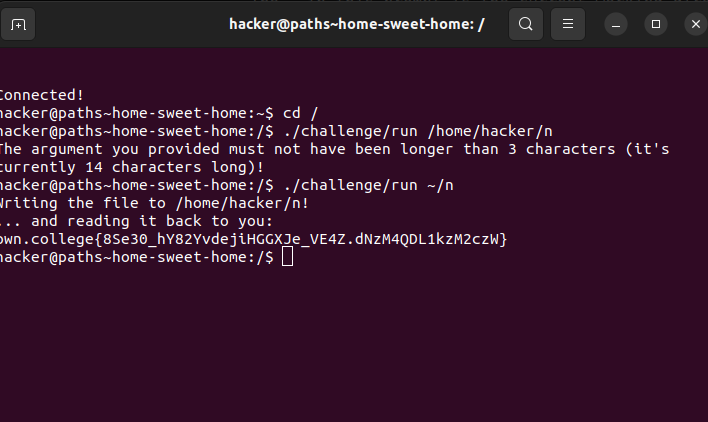 hacker@paths~home-sweet-home: /
Connected!
hacker@paths~home-sweet-home:~$ cd /
hacker@paths~home-sweet-home:/$ ./challenge/run /home/hacker/n
The argument you provided must not have been longer than 3 characters (it's
currently 14 characters long)!
hacker@paths~home-sweet-home:/$ ./challenge/run ~/n
Writing the file to /home/hacker/n!
... and reading it back to you:
pwn.college{8Se30_hY82YvdejiHGGXJe_VE4Z.dNzM4QDL1kzM2czW}
hacker@paths~home-sweet-home:/$